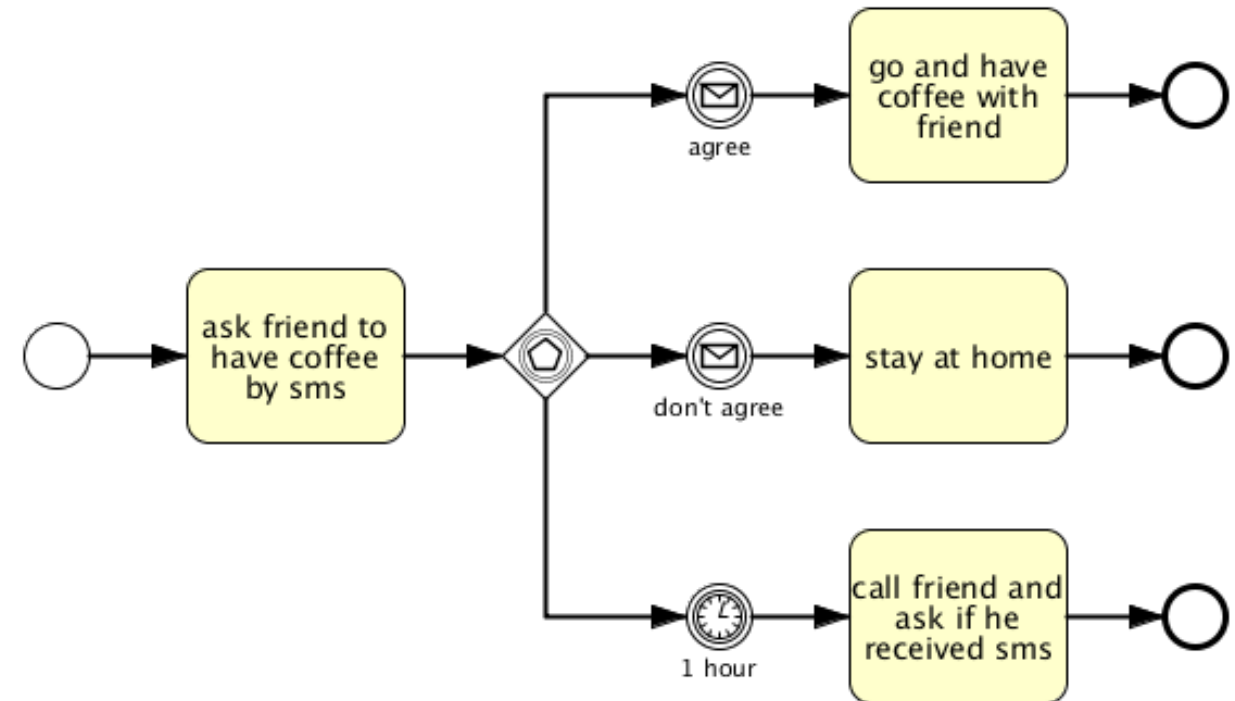 go and have
coffee with
friend
agree
ask friend to
have coffee
by sms
stay at home
don't agree
call friend and
ask if he
received sms
1 hour